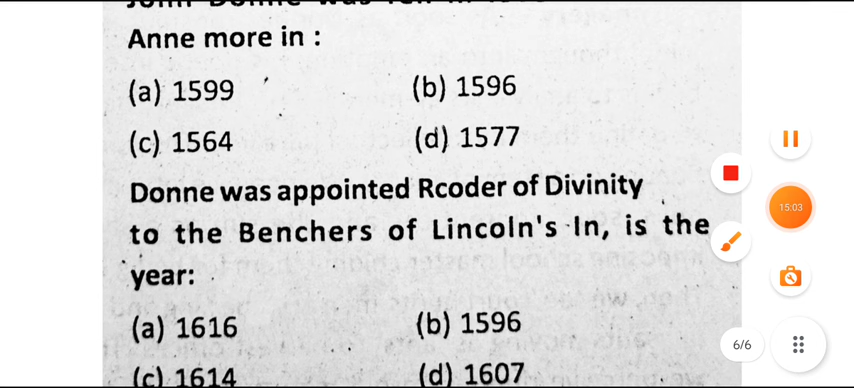 Anne more in :
(a) 1599
(b) 1596
(c) 1564
(d) 1577
Donne was appointed Rcoder of Divinity
to the Benchers of Lincoln's In, is the
year:
(a) 1616
(b) 1596
(c) 1614
(d) 1607
15:03
6/6